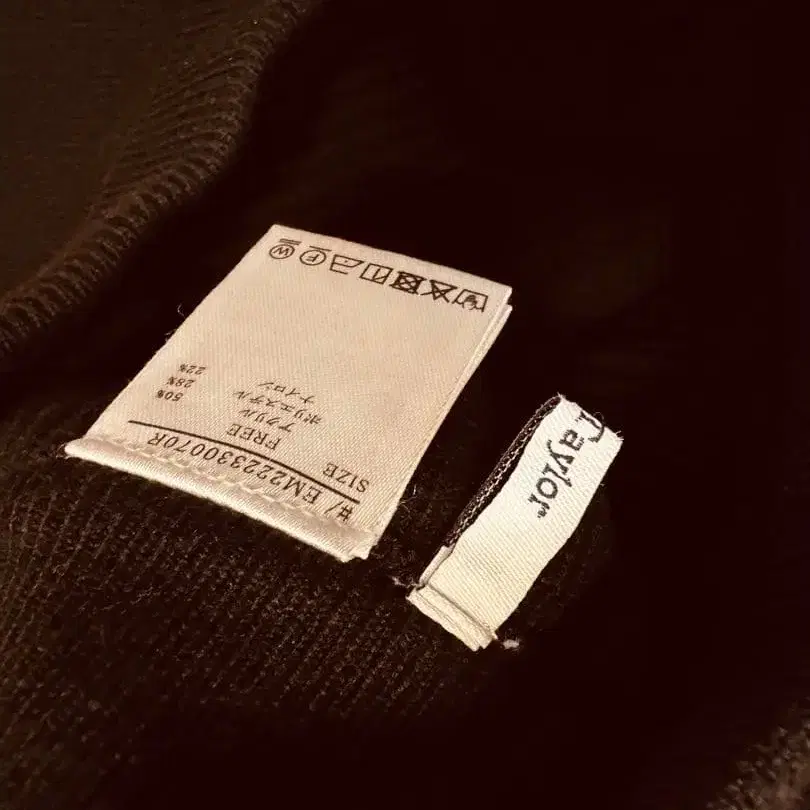 #/ EM222330070R
SIZE
FREE
アクリル 50%
ポリエステル 28%
ナイロン 22%
W F
Taylor